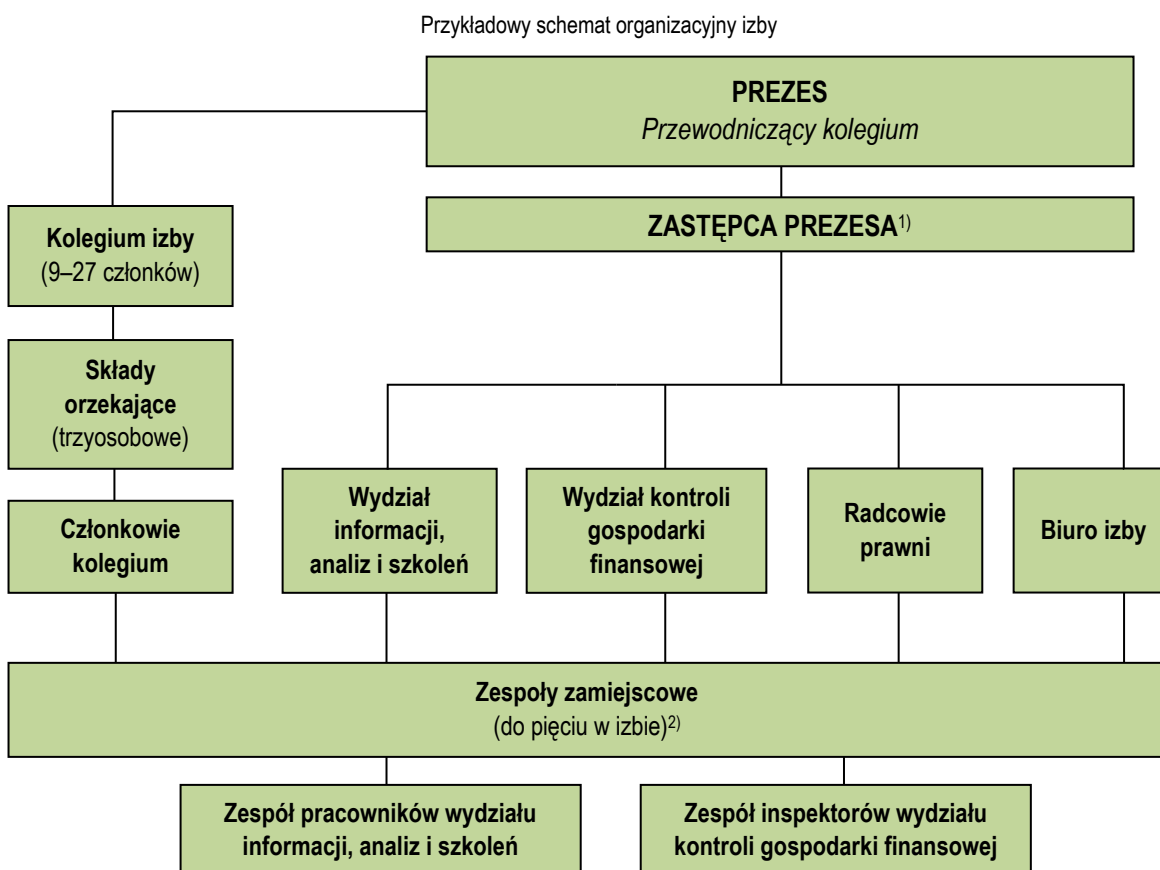 Przykładowy schemat organizacyjny izby
PREZES
Przewodniczący kolegium
ZASTĘPCA PREZESA1)
Kolegium izby
(9–27 członków)
Składy
orzekające
(trzyosobowe)
Członkowie
kolegium
Wydział
informacji,
analiz i szkoleń
Wydział kontroli
gospodarki
finansowej
Radcowie
prawni
Biuro izby
Zespoły zamiejscowe
(do pięciu w izbie)2)
Zespół pracowników wydziału
informacji, analiz i szkoleń
Zespół inspektorów wydziału
kontroli gospodarki finansowej